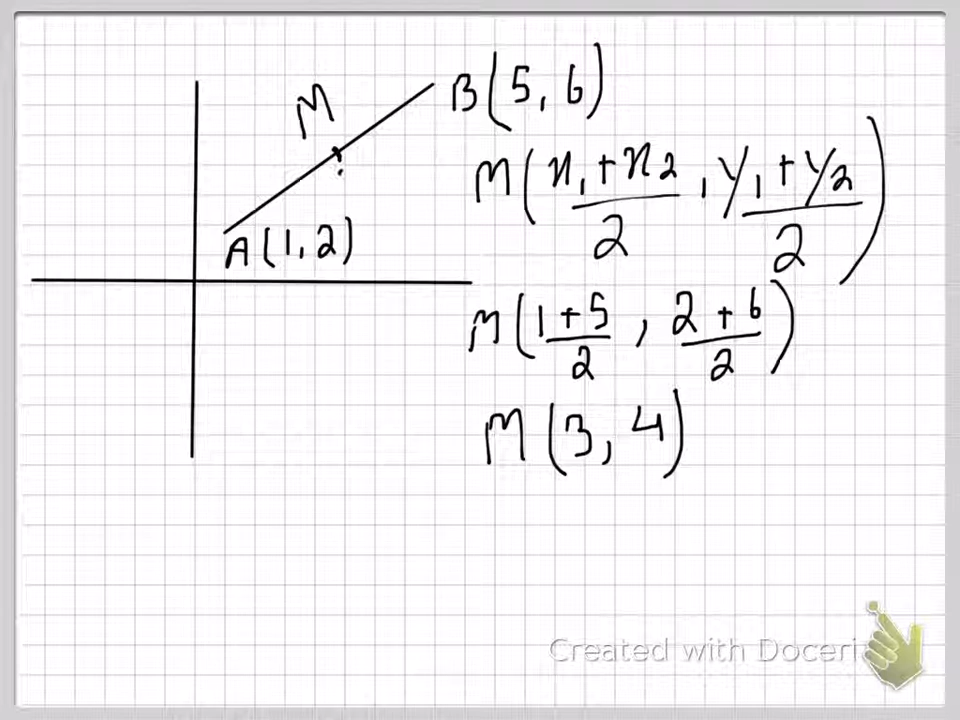 M
B(5, 6)
A(1, 2)
M(x₁ + x₂ / 2 , y₁ + y₂ / 2)
M(1 + 5 / 2 , 2 + 6 / 2)
M(3, 4)
Created with Doceri